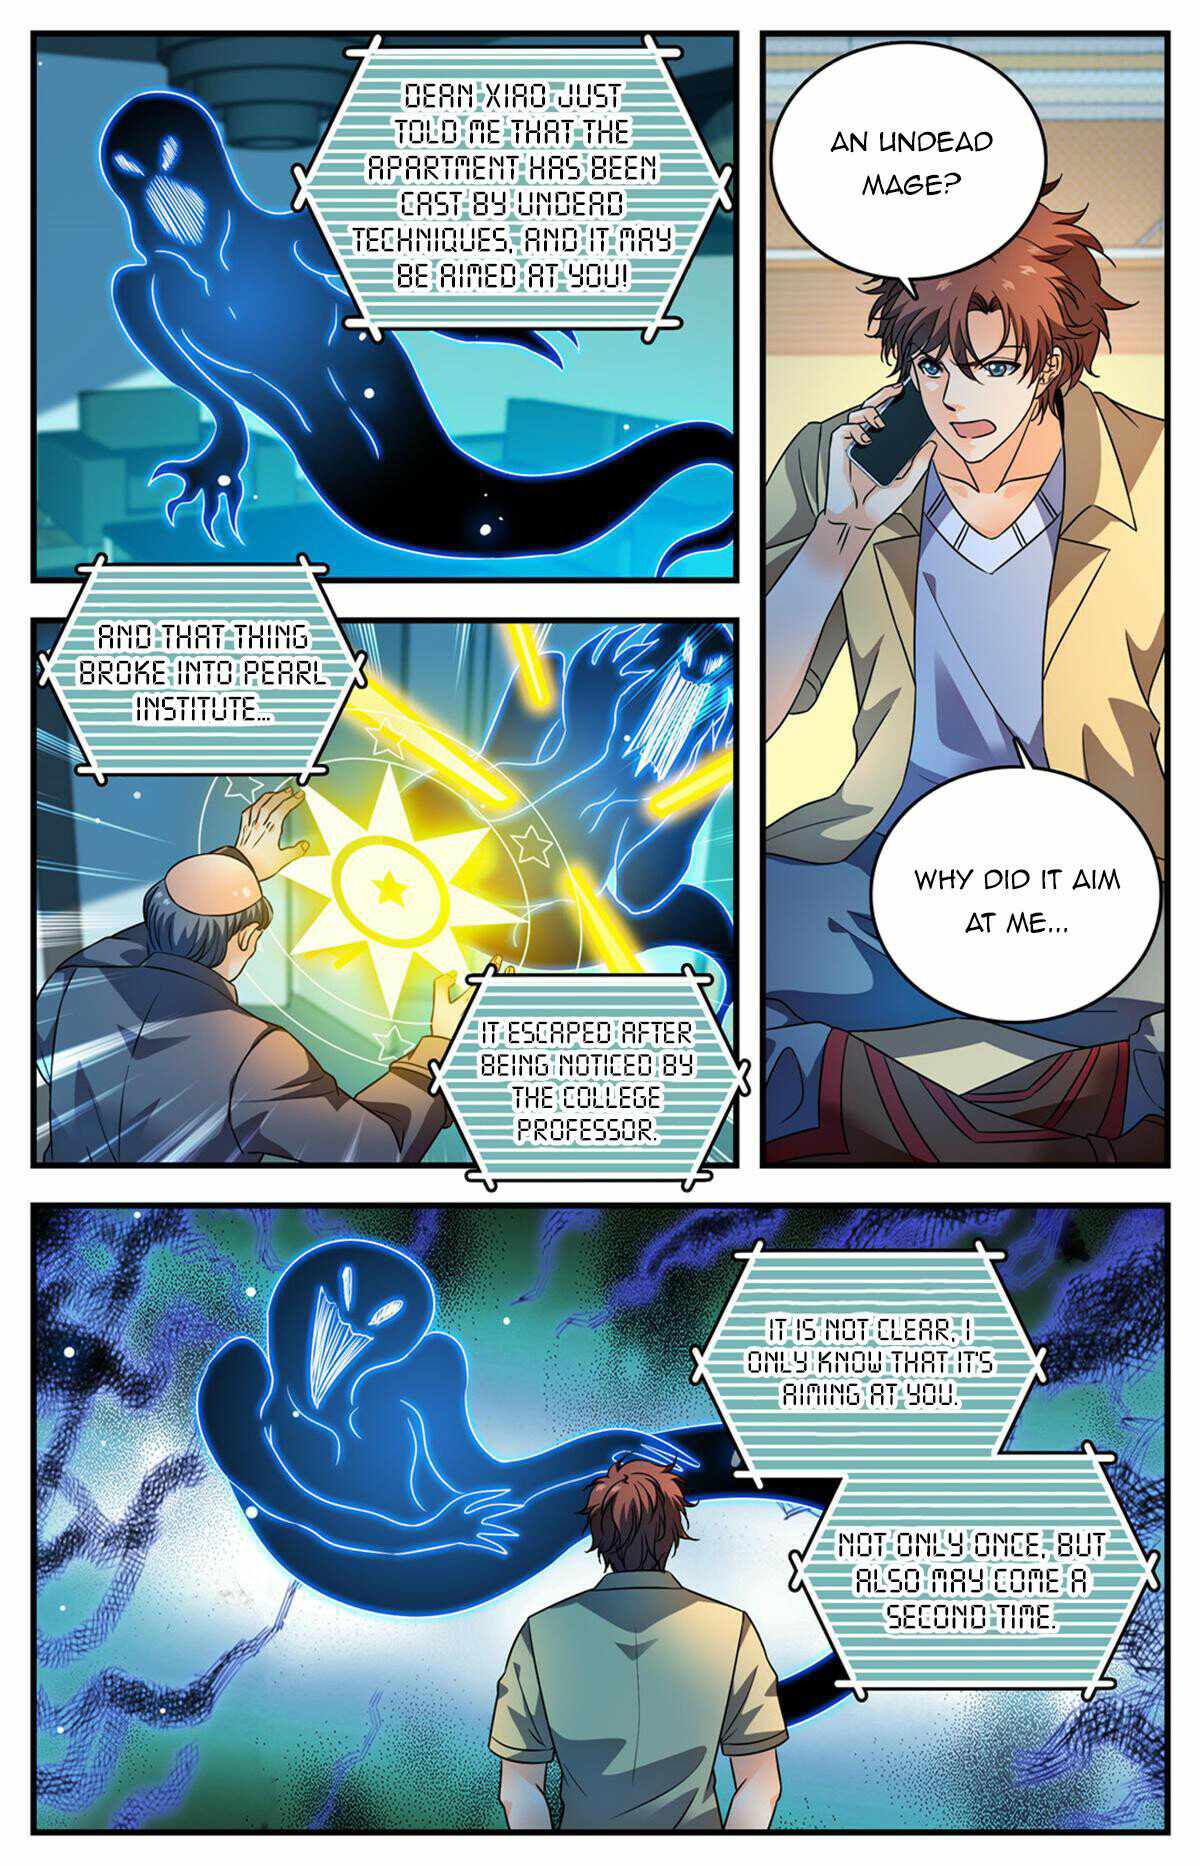 DEAN XIAO JUST
TOLD ME THAT THE
APARTMENT HAS BEEN
CAST BY UNDEAD
TECHNIQUES, AND IT MAY
BE AIMED AT YOU!
AN UNDEAD
MAGE?
AND THAT THING
BROKE INTO PEARL
INSTITUTE...
IT ESCAPED AFTER
BEING NOTICED BY
THE COLLEGE
PROFESSOR.
WHY DID IT AIM
AT ME...
IT IS NOT CLEAR, I
ONLY KNOW THAT IT'S
AIMING AT YOU.
NOT ONLY ONCE, BUT
ALSO MAY COME A
SECOND TIME.